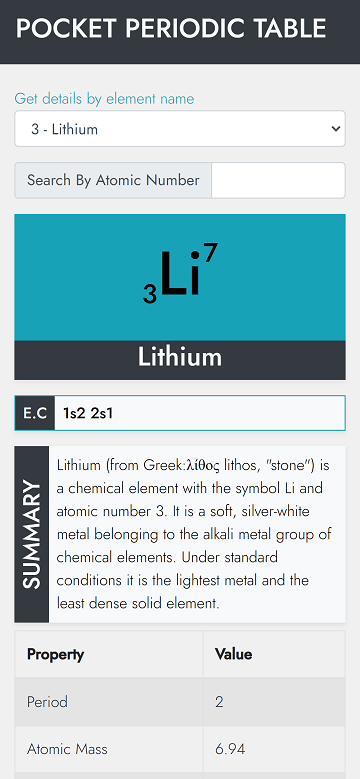 POCKET PERIODIC TABLE
Get details by element name
3 - Lithium
Search By Atomic Number
3Li7
Lithium
E.C 1s2 2s1
SUMMARY
Lithium (from Greek:λίθος lithos, "stone") is
a chemical element with the symbol Li and
atomic number 3. It is a soft, silver-white
metal belonging to the alkali metal group of
chemical elements. Under standard
conditions it is the lightest metal and the
least dense solid element.
Property Value
Period 2
Atomic Mass 6.94